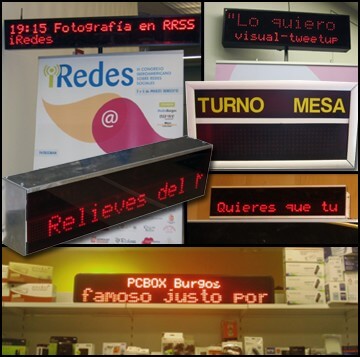 19:15 Fotografía en RRSS
iRedes
iRedes
@
"Lo quiero
visual-tweetup
TURNO MESA
Relieves del
Quieres que tu
PCBOX Burgos
famoso justo por